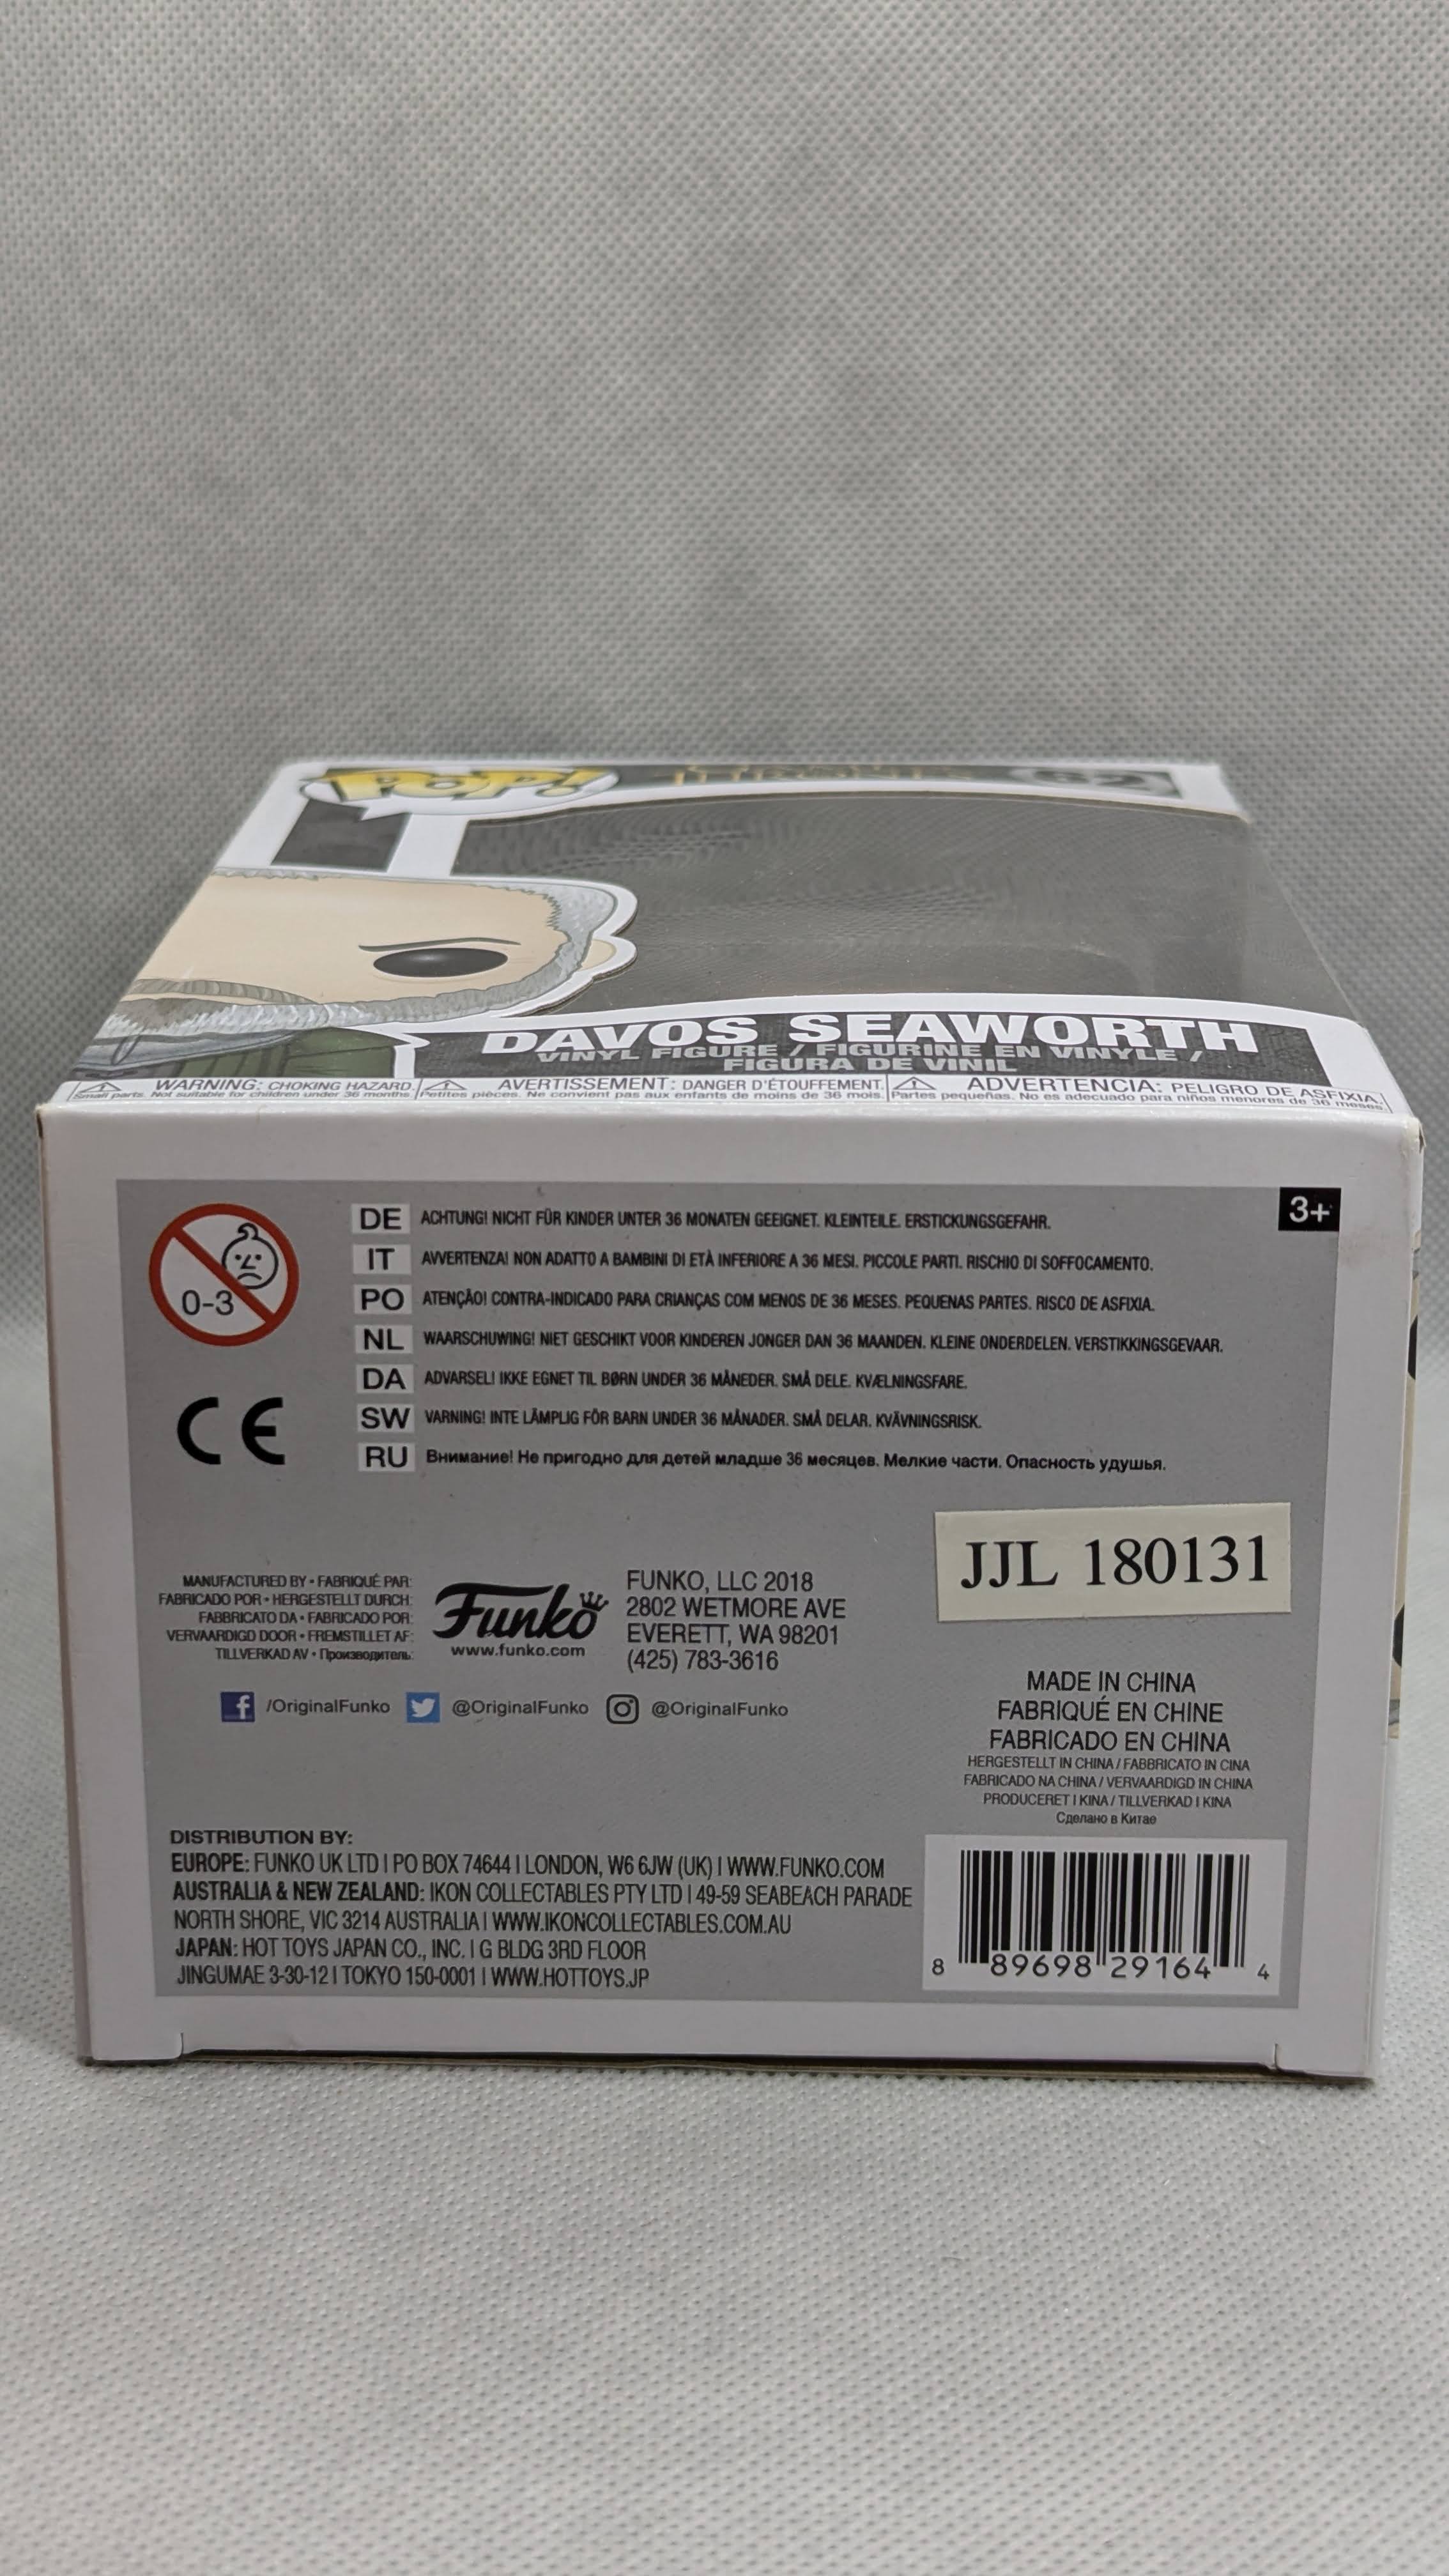 POP!
THRONES
62
DAVOS SEAWORTH
VINYL FIGURE / FIGURINE EN VINYLE /
FIGURA DE VINIL
WARNING: CHOKING HAZARD.
Small parts. Not suitable for children under 36 months.
AVERTISSEMENT: DANGER D'ÉTOUFFEMENT.
Petites pièces. Ne convient pas aux enfants de moins de 36 mois.
ADVERTENCIA: PELIGRO DE ASFIXIA.
Partes pequeñas. No es adecuado para niños menores de 36 meses.
3+
0-3
DE ACHTUNG! NICHT FÜR KINDER UNTER 36 MONATEN GEEIGNET. KLEINTEILE. ERSTICKUNGSGEFAHR.
IT AVVERTENZA! NON ADATTO A BAMBINI DI ETÀ INFERIORE A 36 MESI. PICCOLE PARTI. RISCHIO DI SOFFOCAMENTO.
PO ATENÇÃO! CONTRA-INDICADO PARA CRIANÇAS COM MENOS DE 36 MESES. PEQUENAS PARTES. RISCO DE ASFIXIA.
NL WAARSCHUWING! NIET GESCHIKT VOOR KINDEREN JONGER DAN 36 MAANDEN. KLEINE ONDERDELEN. VERSTIKKINGSGEVAAR.
DA ADVARSEL! IKKE EGNET TIL BØRN UNDER 36 MÅNEDER. SMÅ DELE. KVÆLNINGSFARE.
SW VARNING! INTE LÄMPLIG FÖR BARN UNDER 36 MÅNADER. SMÅ DELAR. KVÄVNINGSRISK.
RU Внимание! Не пригодно для детей младше 36 месяцев. Мелкие части. Опасность удушья.
CE
JJL 180131
MANUFACTURED BY • FABRIQUÉ PAR:
FABRICADO POR • HERGESTELLT DURCH:
FABBRICATO DA • FABRICADO POR:
VERVAARDIGD DOOR • FREMSTILLET AF:
TILLVERKAD AV • Производитель:
Funko
www.funko.com
FUNKO, LLC 2018
2802 WETMORE AVE
EVERETT, WA 98201
(425) 783-3616
/OriginalFunko @OriginalFunko @OriginalFunko
MADE IN CHINA
FABRIQUÉ EN CHINE
FABRICADO EN CHINA
HERGESTELLT IN CHINA / FABBRICATO IN CINA
FABRICADO NA CHINA / VERVAARDIGD IN CHINA
PRODUCERET I KINA / TILLVERKAD I KINA
Сделано в Китае
DISTRIBUTION BY:
EUROPE: FUNKO UK LTD | PO BOX 74644 | LONDON, W6 6JW (UK) | WWW.FUNKO.COM
AUSTRALIA & NEW ZEALAND: IKON COLLECTABLES PTY LTD | 49-59 SEABEACH PARADE
NORTH SHORE, VIC 3214 AUSTRALIA | WWW.IKONCOLLECTABLES.COM.AU
JAPAN: HOT TOYS JAPAN CO., INC. | G BLDG 3RD FLOOR
JINGUMAE 3-30-12 | TOKYO 150-0001 | WWW.HOTTOYS.JP
8 89698 29164 4